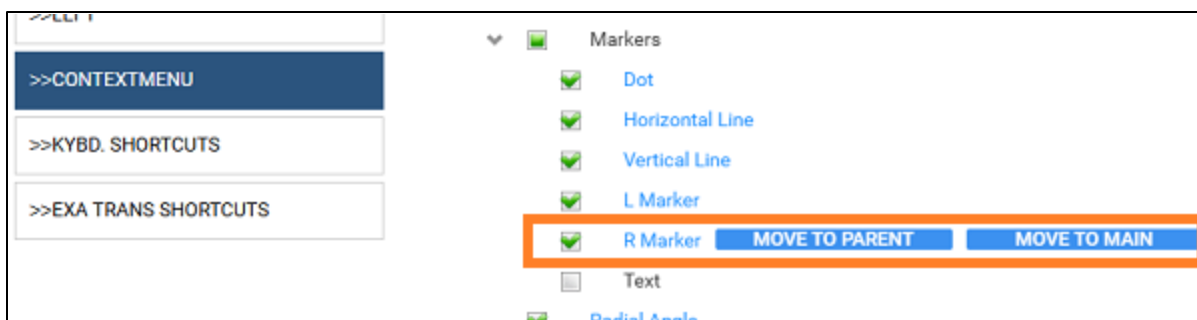 >>LEFT
Markers
>>CONTEXTMENU
Dot
Horizontal Line
>>KYBD. SHORTCUTS
Vertical Line
L Marker
>>EXA TRANS SHORTCUTS
R Marker MOVE TO PARENT MOVE TO MAIN
Text
Radial Angle